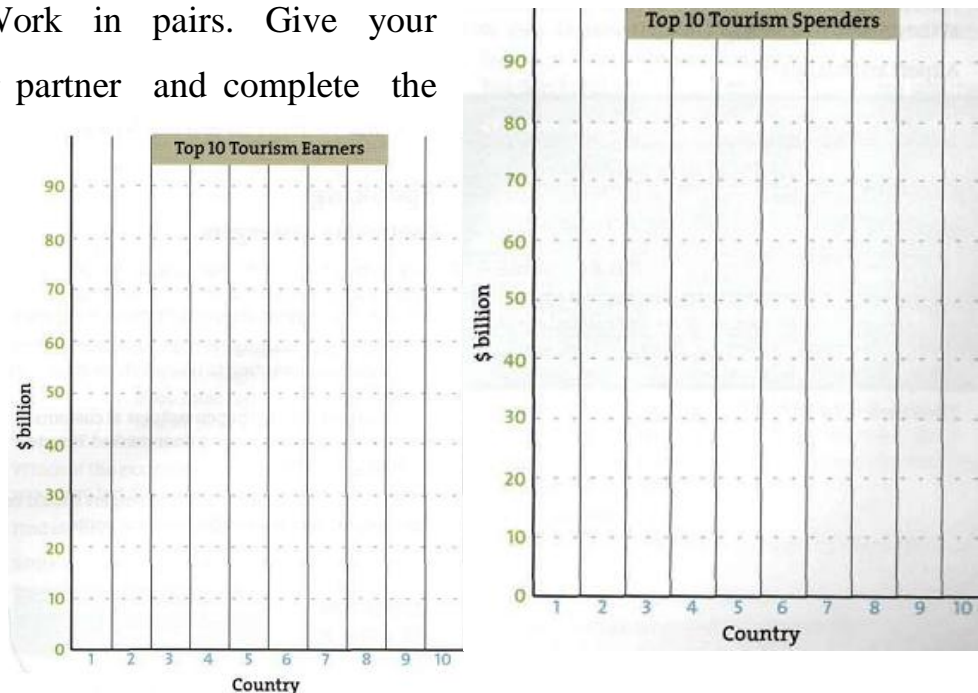 Work in pairs. Give your
partner and complete the
Top 10 Tourism Earners
90
80
70
60
50
40
30
20
10
0
$ billion
1 2 3 4 5 6 7 8 9 10
Country
Top 10 Tourism Spenders
90
80
70
60
50
40
30
20
10
0
$ billion
1 2 3 4 5 6 7 8 9 10
Country